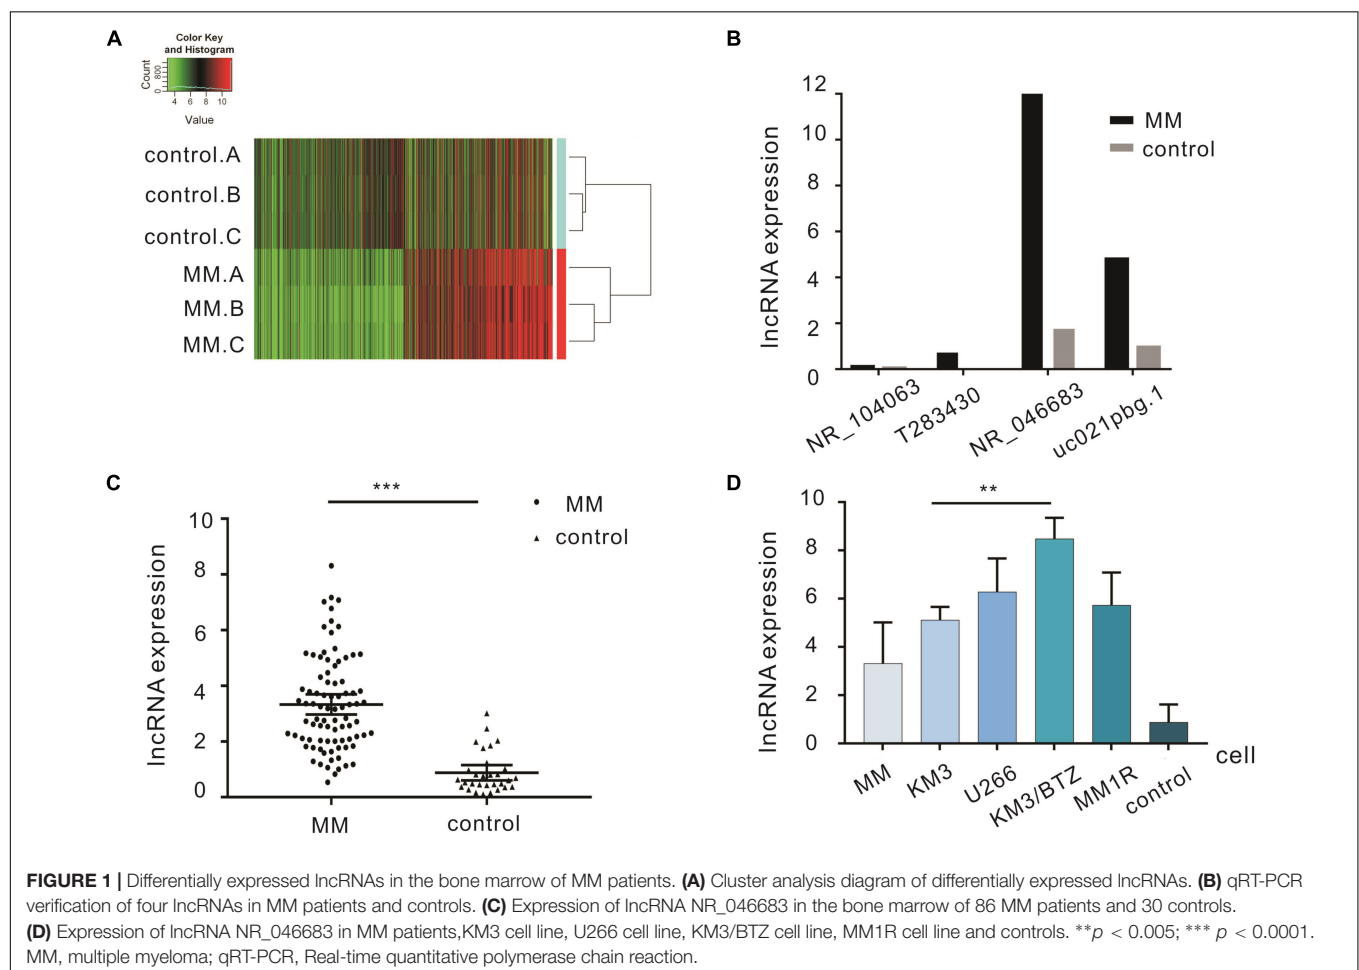 A
Color Key
and Histogram
Count
0
800
4 6 8 10
Value
control.A
control.B
control.C
MM.A
MM.B
MM.C
B
lncRNA expression
12
10
8
6
4
2
0
MM
control
NR_104063
T283430
NR_046683
uc021pbg.1
C
***
MM
control
lncRNA expression
10
8
6
4
2
0
MM
control
D
**
lncRNA expression
10
8
6
4
2
0
MM
KM3
U266
KM3/BTZ
MM1R
control
cell
FIGURE 1 | Differentially expressed lncRNAs in the bone marrow of MM patients. (A) Cluster analysis diagram of differentially expressed lncRNAs. (B) qRT-PCR
verification of four lncRNAs in MM patients and controls. (C) Expression of lncRNA NR_046683 in the bone marrow of 86 MM patients and 30 controls.
(D) Expression of lncRNA NR_046683 in MM patients,KM3 cell line, U266 cell line, KM3/BTZ cell line, MM1R cell line and controls. **p < 0.005; *** p < 0.0001.
MM, multiple myeloma; qRT-PCR, Real-time quantitative polymerase chain reaction.